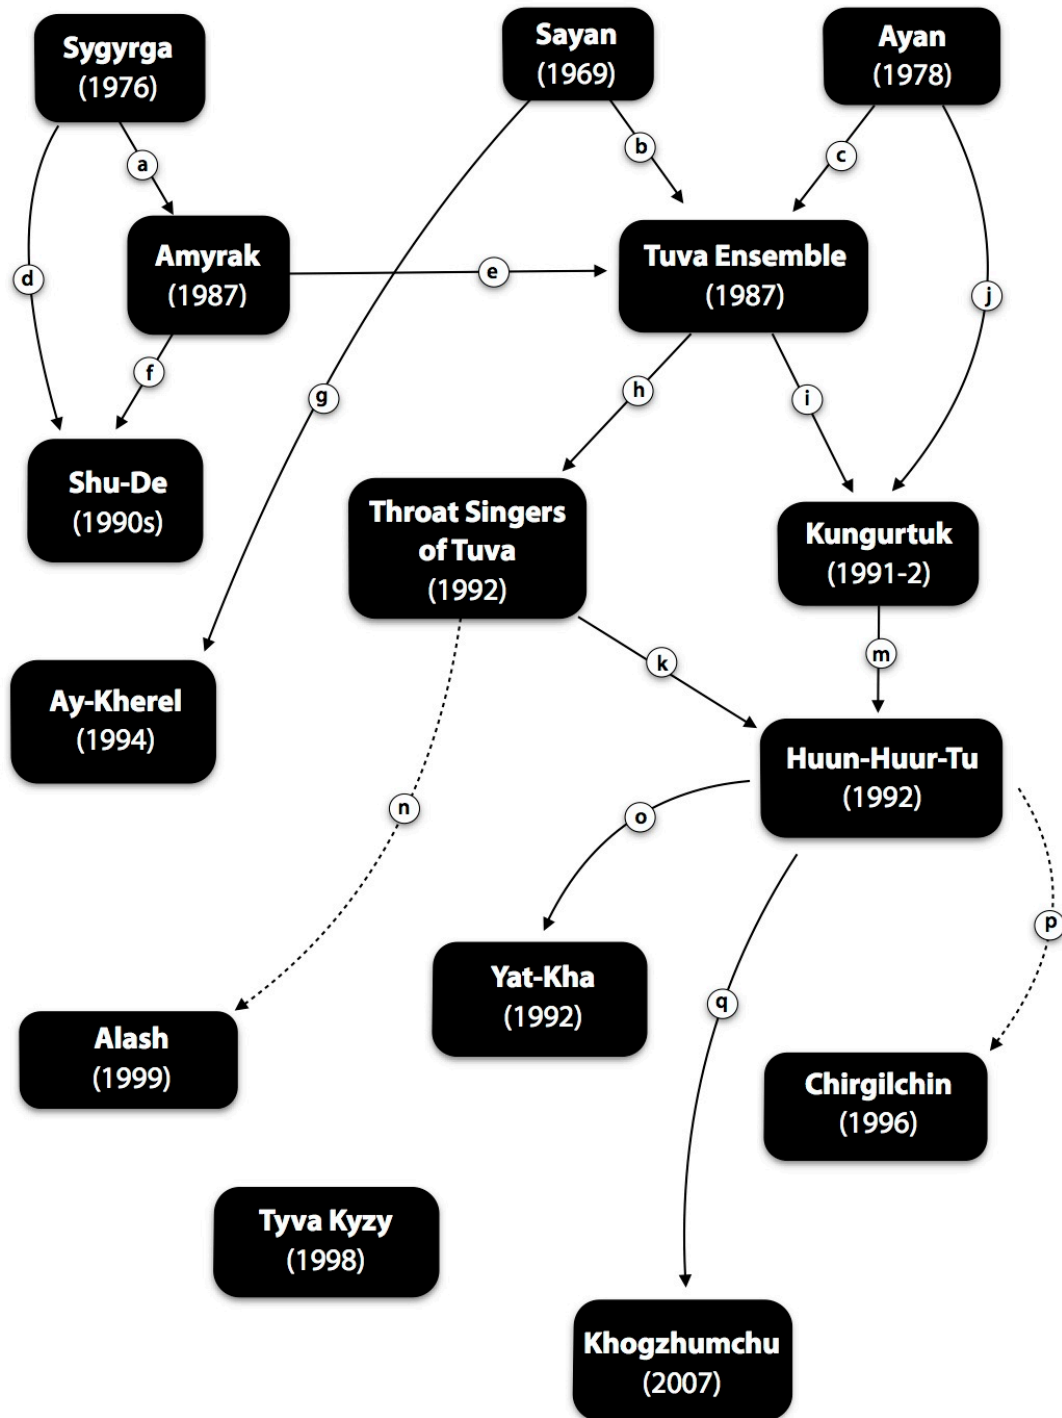 Sygyrga
(1976)
Sayan
(1969)
Ayan
(1978)
a
b
c
d
Amyrak
(1987)
e
Tuva Ensemble
(1987)
j
f
g
h
i
Shu-De
(1990s)
Throat Singers
of Tuva
(1992)
Kungurtuk
(1991-2)
Ay-Kherel
(1994)
k
m
Huun-Huur-Tu
(1992)
n
o
p
Yat-Kha
(1992)
q
Alash
(1999)
Chirgilchin
(1996)
Tyva Kyzy
(1998)
Khogzhumchu
(2007)